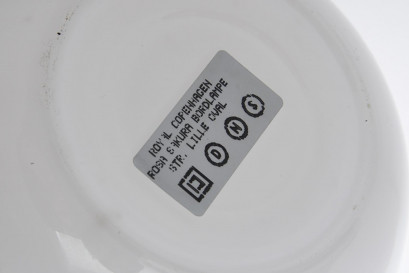 ROYAL COPENHAGEN
ROSA SAKURA BORDLAMPE
STR. LILLE OVAL
D N S